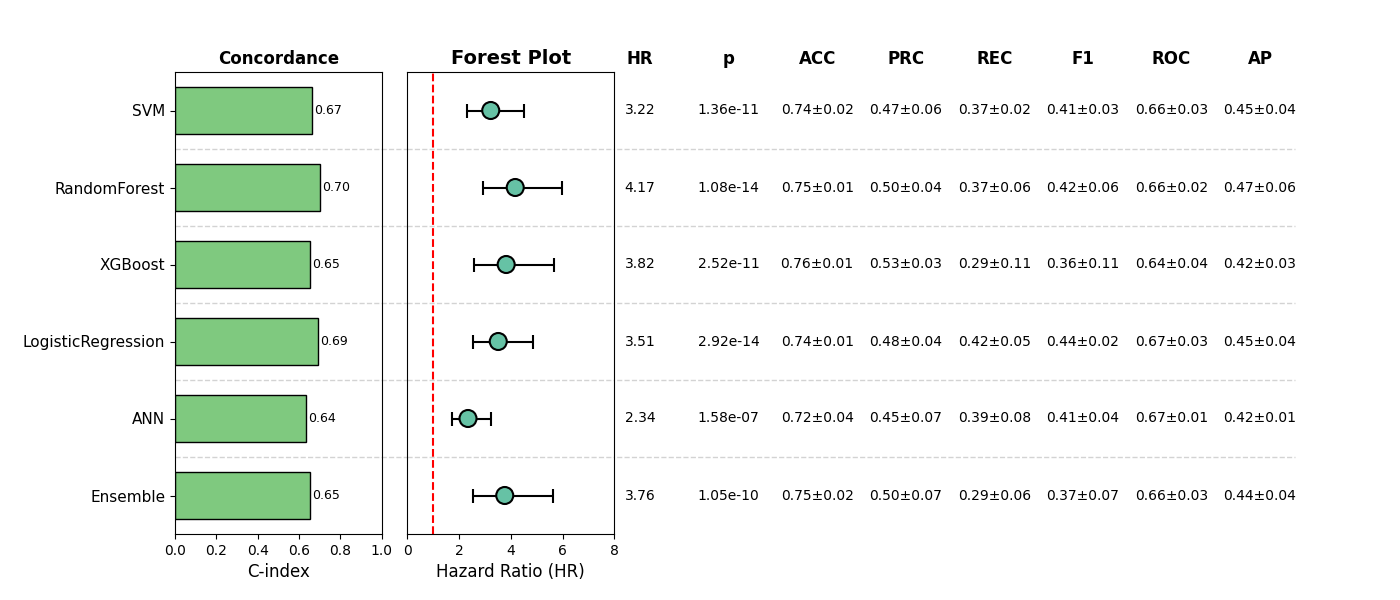 Concordance Forest Plot HR p ACC PRC REC F1 ROC AP
SVM 0.67 3.22 1.36e-11 0.74±0.02 0.47±0.06 0.37±0.02 0.41±0.03 0.66±0.03 0.45±0.04
RandomForest 0.70 4.17 1.08e-14 0.75±0.01 0.50±0.04 0.37±0.06 0.42±0.06 0.66±0.02 0.47±0.06
XGBoost 0.65 3.82 2.52e-11 0.76±0.01 0.53±0.03 0.29±0.11 0.36±0.11 0.64±0.04 0.42±0.03
LogisticRegression 0.69 3.51 2.92e-14 0.74±0.01 0.48±0.04 0.42±0.05 0.44±0.02 0.67±0.03 0.45±0.04
ANN 0.64 2.34 1.58e-07 0.72±0.04 0.45±0.07 0.39±0.08 0.41±0.04 0.67±0.01 0.42±0.01
Ensemble 0.65 3.76 1.05e-10 0.75±0.02 0.50±0.07 0.29±0.06 0.37±0.07 0.66±0.03 0.44±0.04
0.0 0.2 0.4 0.6 0.8 1.0 0 2 4 6 8
C-index Hazard Ratio (HR)